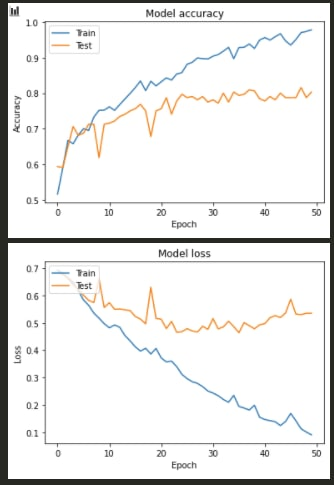 Model accuracy
Train
Test
1.0
0.9
0.8
0.7
0.6
0.5
Accuracy
0
10
20
30
40
50
Epoch
Model loss
Train
Test
0.7
0.6
0.5
0.4
0.3
0.2
0.1
Loss
0
10
20
30
40
50
Epoch